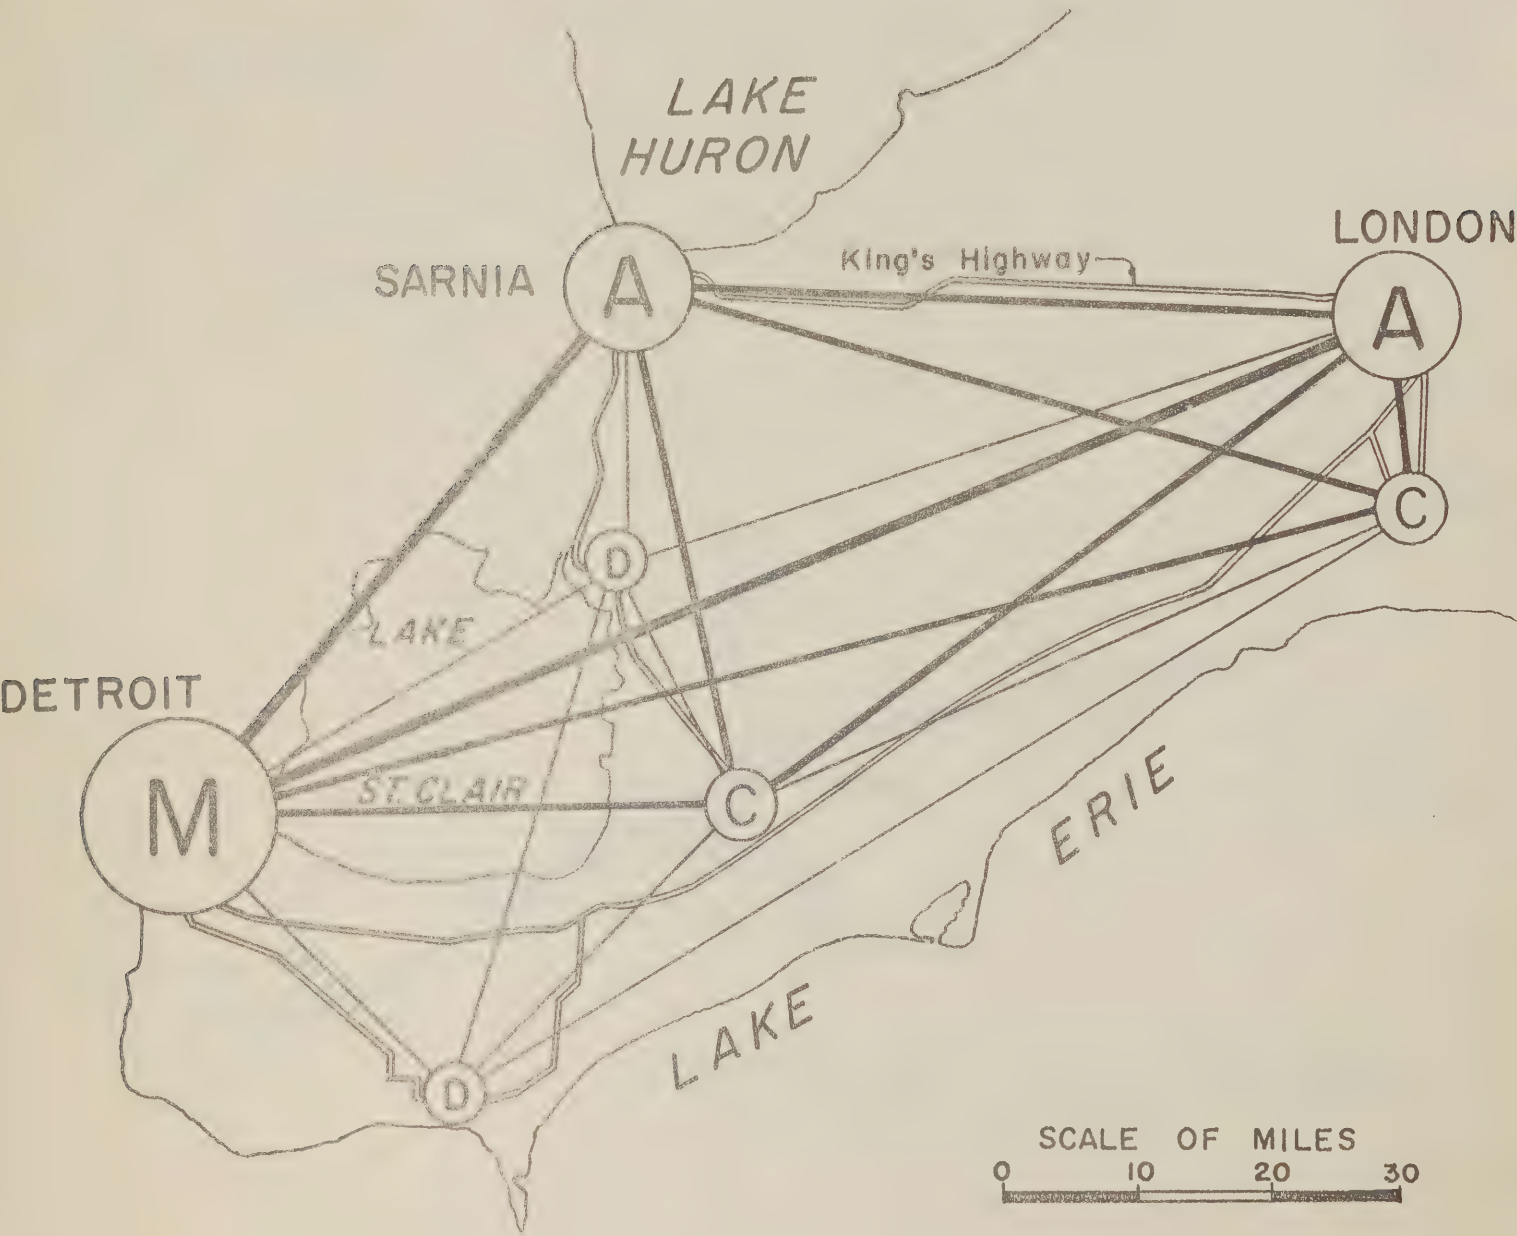 LAKE
HURON
LONDON
King's Highway
SARNIA
A
A
C
D
LAKE
DETROIT
ST. CLAIR
M
C
ERIE
LAKE
D
SCALE OF MILES
0 10 20 30